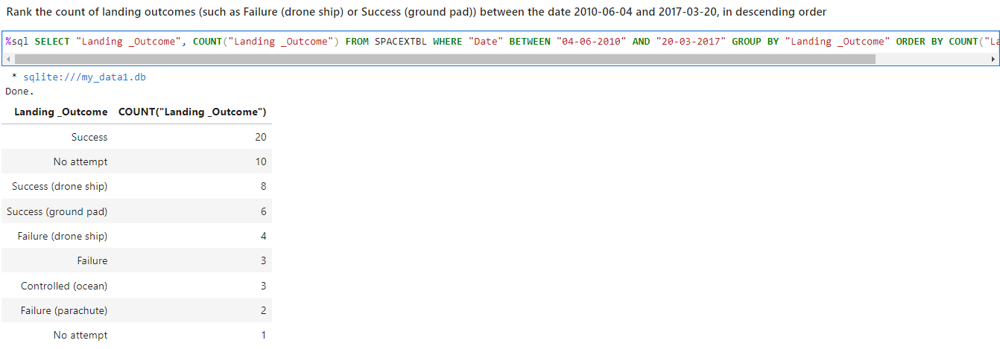 Rank the count of landing outcomes (such as Failure (drone ship) or Success (ground pad)) between the date 2010-06-04 and 2017-03-20, in descending order
%sql SELECT "Landing _Outcome", COUNT("Landing _Outcome") FROM SPACEXTBL WHERE "Date" BETWEEN "04-06-2010" AND "20-03-2017" GROUP BY "Landing _Outcome" ORDER BY COUNT("La
* sqlite:///my_data1.db
Done.
Landing _Outcome COUNT("Landing _Outcome")
Success 20
No attempt 10
Success (drone ship) 8
Success (ground pad) 6
Failure (drone ship) 4
Failure 3
Controlled (ocean) 3
Failure (parachute) 2
No attempt 1